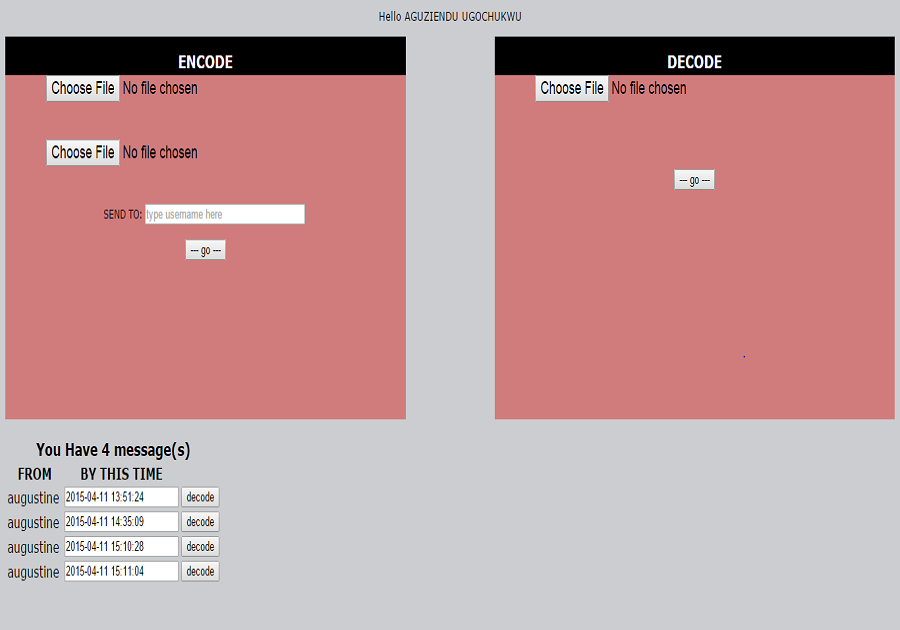 Hello AGUZIENDU UGOCHUKWU
ENCODE
Choose File No file chosen
Choose File No file chosen
SEND TO: type username here
--- go ---
DECODE
Choose File No file chosen
--- go ---
You Have 4 message(s)
FROM BY THIS TIME
augustine 2015-04-11 13:51:24 decode
augustine 2015-04-11 14:35:09 decode
augustine 2015-04-11 15:10:28 decode
augustine 2015-04-11 15:11:04 decode